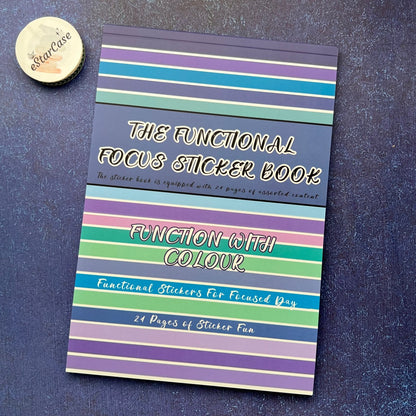 eStarCase
THE FUNCTIONAL
FOCUS STICKER BOOK
The sticker book is equipped with 24 pages of assorted content
FUNCTION WITH
COLOUR
Functional Stickers For Focused Day
24 Pages of Sticker Fun